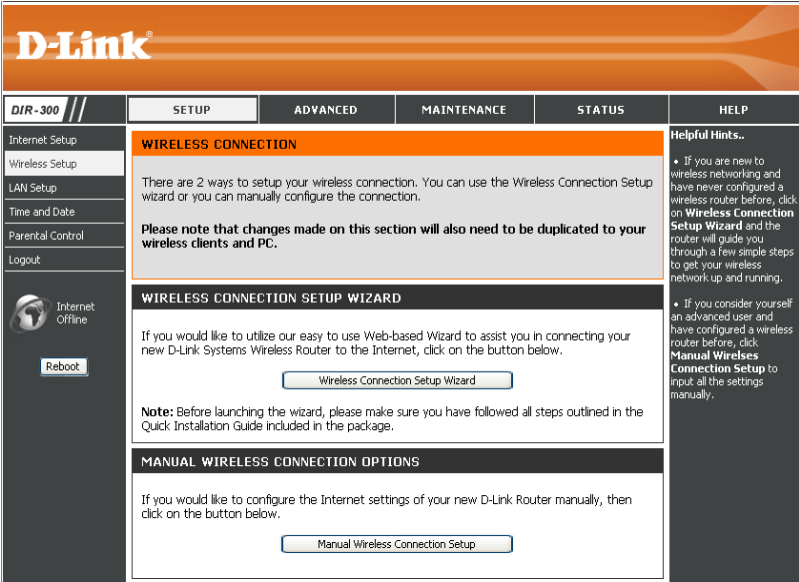 D-Link®
DIR-300
SETUP
ADVANCED
MAINTENANCE
STATUS
HELP
Internet Setup
Wireless Setup
LAN Setup
Time and Date
Parental Control
Logout
Internet
Offline
Reboot
WIRELESS CONNECTION
There are 2 ways to setup your wireless connection. You can use the Wireless Connection Setup
wizard or you can manually configure the connection.
Please note that changes made on this section will also need to be duplicated to your
wireless clients and PC.
WIRELESS CONNECTION SETUP WIZARD
If you would like to utilize our easy to use Web-based Wizard to assist you in connecting your
new D-Link Systems Wireless Router to the Internet, click on the button below.
Wireless Connection Setup Wizard
Note: Before launching the wizard, please make sure you have followed all steps outlined in the
Quick Installation Guide included in the package.
MANUAL WIRELESS CONNECTION OPTIONS
If you would like to configure the Internet settings of your new D-Link Router manually, then
click on the button below.
Manual Wireless Connection Setup
Helpful Hints..
• If you are new to
wireless networking and
have never configured a
wireless router before, click
on Wireless Connection
Setup Wizard and the
router will guide you
through a few simple steps
to get your wireless
network up and running.
• If you consider yourself
an advanced user and
have configured a wireless
router before, click
Manual Wirelses
Connection Setup to
input all the settings
manually.